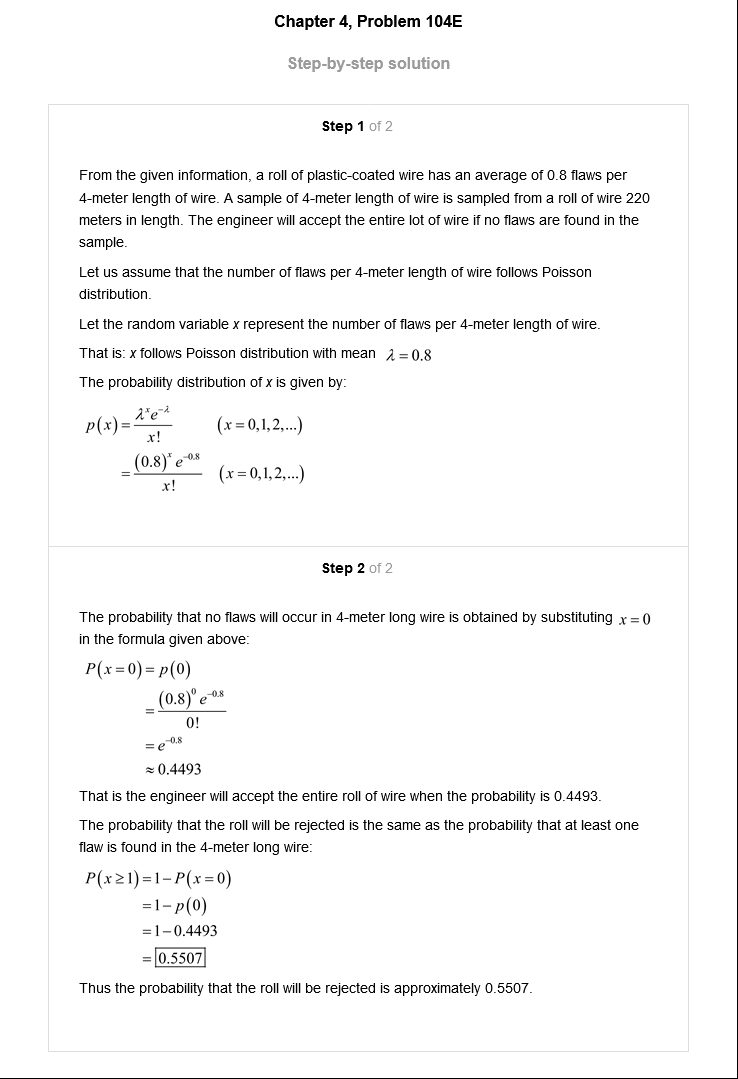 Chapter 4, Problem 104E
Step-by-step solution
Step 1 of 2
From the given information, a roll of plastic-coated wire has an average of 0.8 flaws per
4-meter length of wire. A sample of 4-meter length of wire is sampled from a roll of wire 220
meters in length. The engineer will accept the entire lot of wire if no flaws are found in the
sample.
Let us assume that the number of flaws per 4-meter length of wire follows Poisson
distribution.
Let the random variable x represent the number of flaws per 4-meter length of wire.
That is: x follows Poisson distribution with mean λ = 0.8
The probability distribution of x is given by:
p(x) = λ^x e^{-λ} / x! (x = 0,1,2,...)
= (0.8)^x e^{-0.8} / x! (x = 0,1,2,...)
Step 2 of 2
The probability that no flaws will occur in 4-meter long wire is obtained by substituting x = 0
in the formula given above:
P(x = 0) = p(0)
= (0.8)^0 e^{-0.8} / 0!
= e^{-0.8}
≈ 0.4493
That is the engineer will accept the entire roll of wire when the probability is 0.4493.
The probability that the roll will be rejected is the same as the probability that at least one
flaw is found in the 4-meter long wire:
P(x ≥ 1) = 1 − P(x = 0)
= 1 − p(0)
= 1 − 0.4493
= 0.5507
Thus the probability that the roll will be rejected is approximately 0.5507.